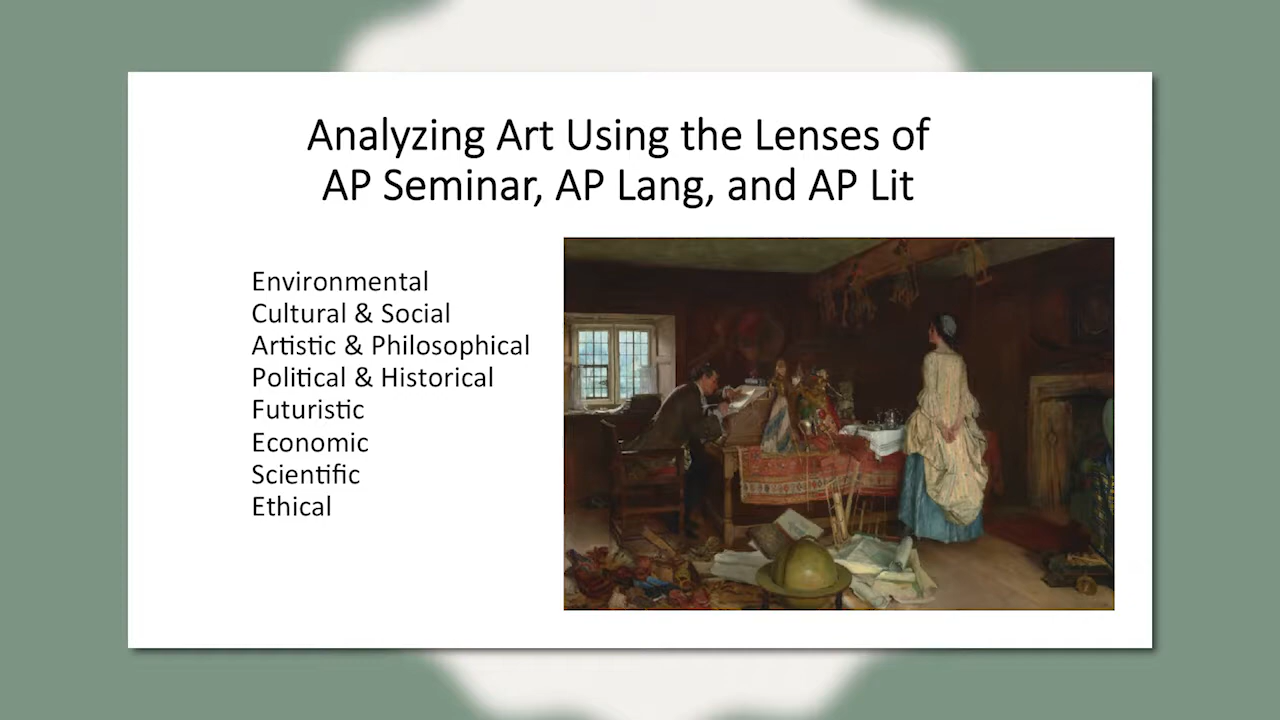 Analyzing Art Using the Lenses of
AP Seminar, AP Lang, and AP Lit
Environmental
Cultural & Social
Artistic & Philosophical
Political & Historical
Futuristic
Economic
Scientific
Ethical